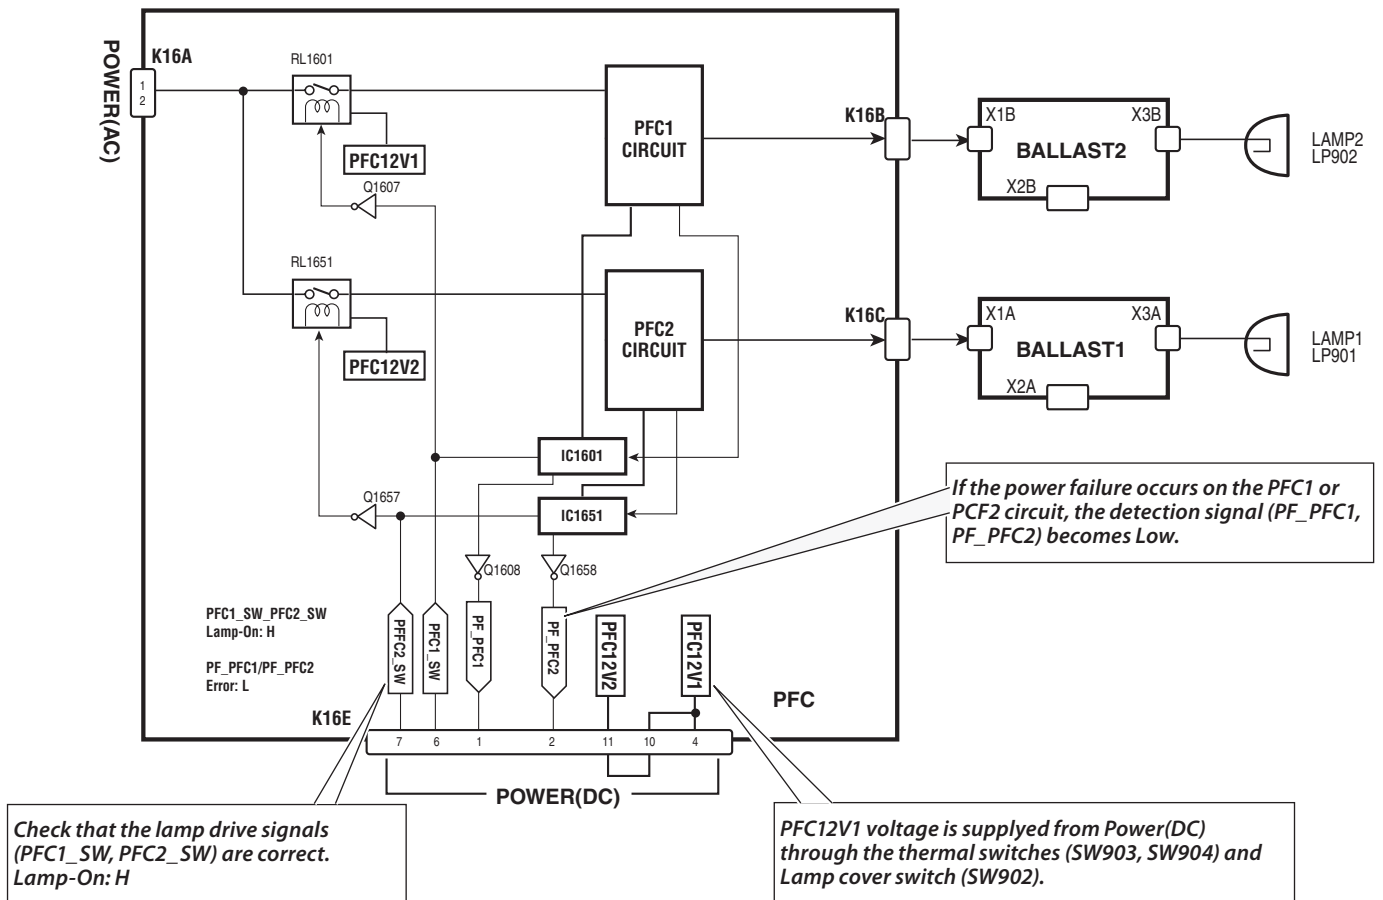 POWER(AC)
K16A
1
2
RL1601
PFC12V1
Q1607
PFC1
CIRCUIT
K16B
X1B
X3B
BALLAST2
X2B
LAMP2
LP902
RL1651
PFC12V2
PFC2
CIRCUIT
K16C
X1A
X3A
BALLAST1
X2A
LAMP1
LP901
IC1601
Q1657
IC1651
Q1608
Q1658
If the power failure occurs on the PFC1 or
PCF2 circuit, the detection signal (PF_PFC1,
PF_PFC2) becomes Low.
PFC1_SW_PFC2_SW
Lamp-On: H
PF_PFC1/PF_PFC2
Error: L
PFFC2_SW
PFC1_SW
PF_PFC1
PF_PFC2
PFC12V2
PFC12V1
PFC
K16E
7
6
1
2
11
10
4
POWER(DC)
Check that the lamp drive signals
(PFC1_SW, PFC2_SW) are correct.
Lamp-On: H
PFC12V1 voltage is supplyed from Power(DC)
through the thermal switches (SW903, SW904) and
Lamp cover switch (SW902).